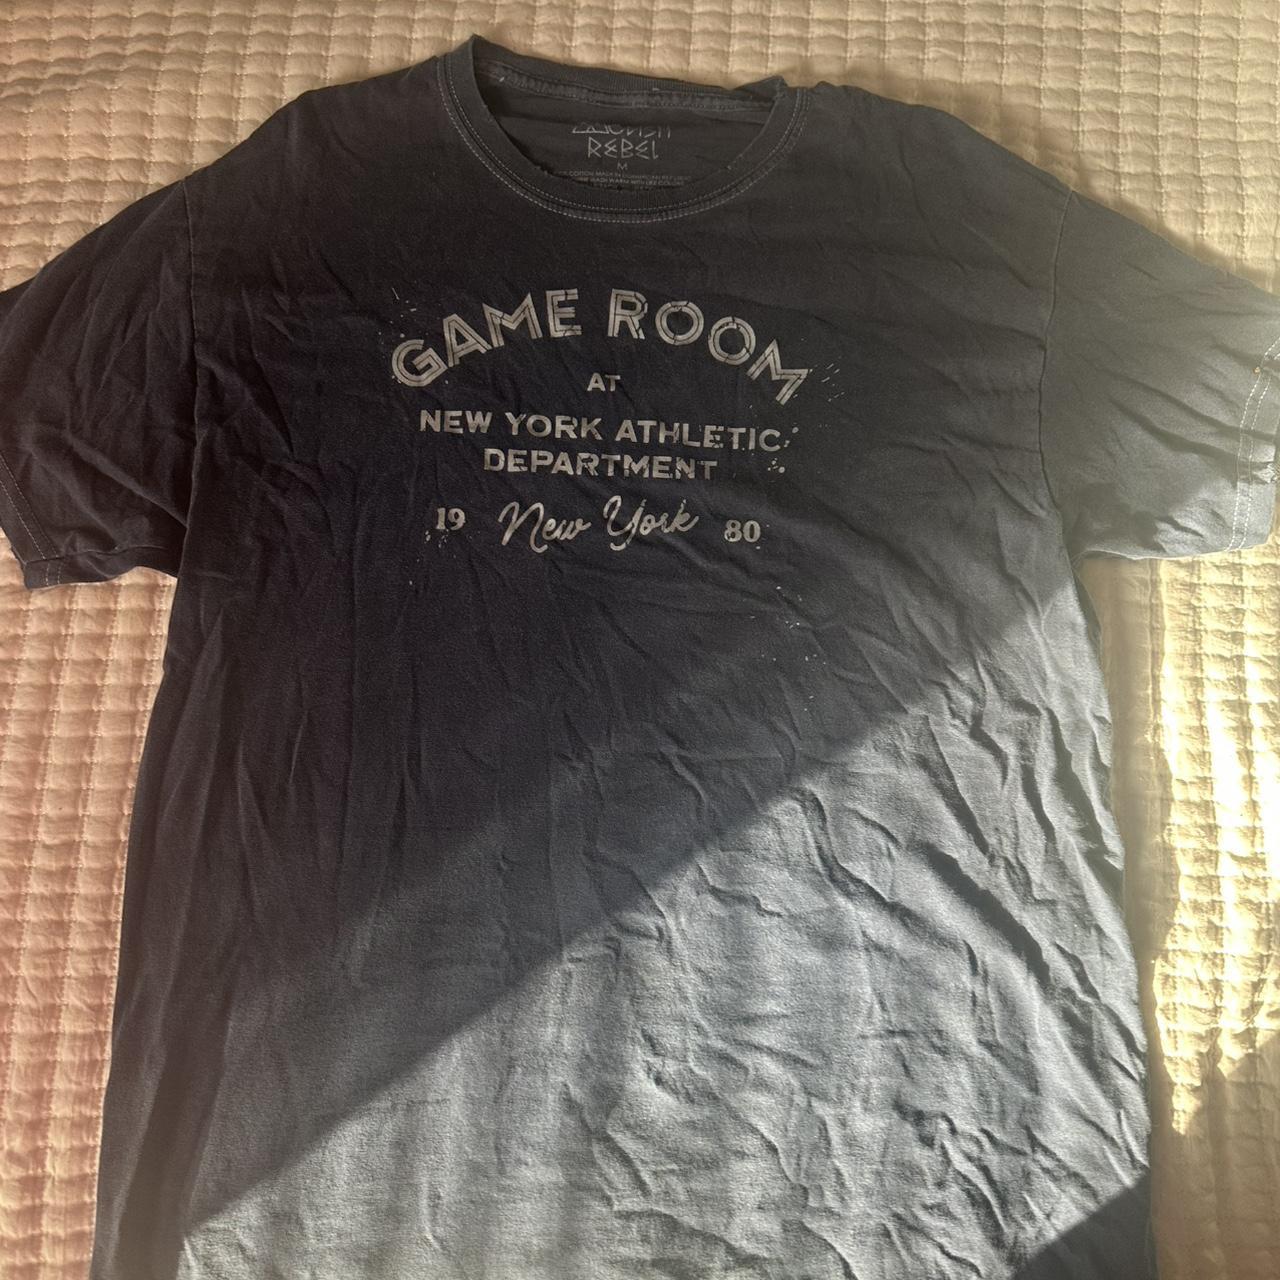 REBEL
M
GAME ROOM
AT
NEW YORK ATHLETIC
DEPARTMENT
19 New York 80